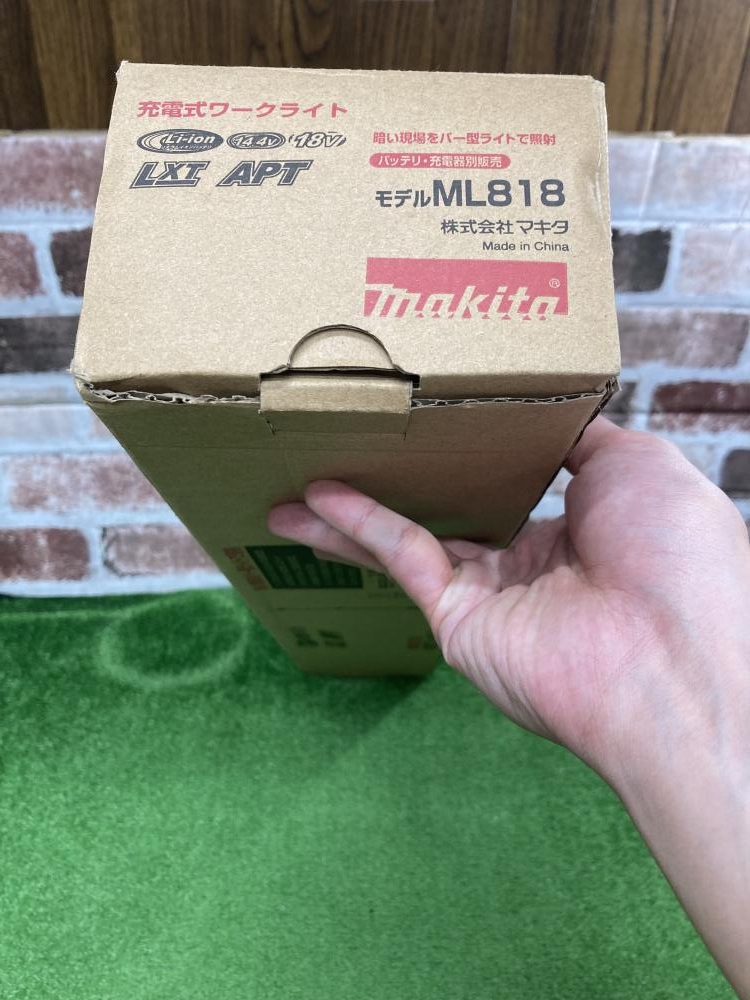 充電式ワークライト
Li-ion 14.4V 18V
LXT APT
暗い現場をバー型ライトで照射
バッテリ・充電器別販売
モデルML818
株式会社マキタ
Made in China
makita®